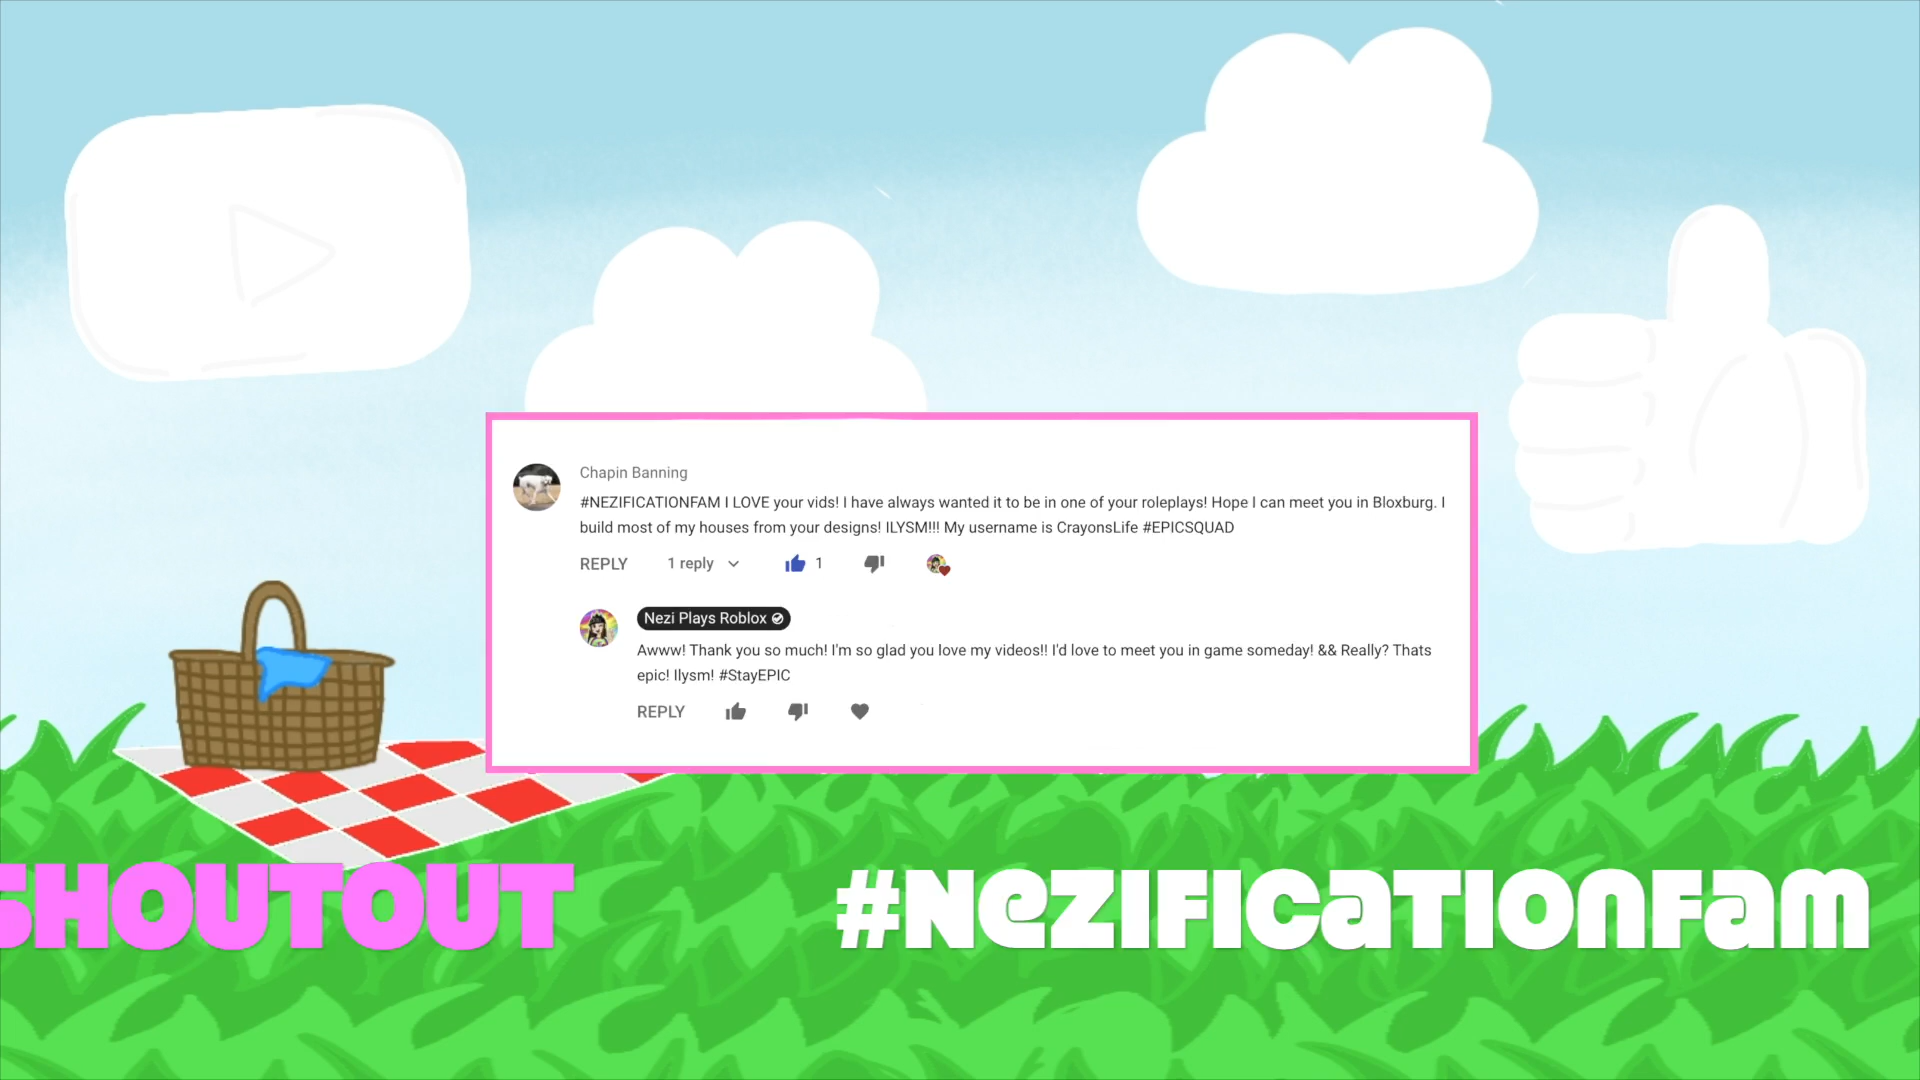 Chapin Banning
#NEZIFICATIONFAM I LOVE your vids! I have always wanted it to be in one of your roleplays! Hope I can meet you in Bloxburg. I
build most of my houses from your designs! ILYSM!!! My username is CrayonsLife #EPICSQUAD
REPLY 1 reply 1
Nezi Plays Roblox
Awww! Thank you so much! I'm so glad you love my videos!! I'd love to meet you in game someday! && Really? Thats
epic! Ilysm! #StayEPIC
REPLY
SHOUTOUT #NezificationFam